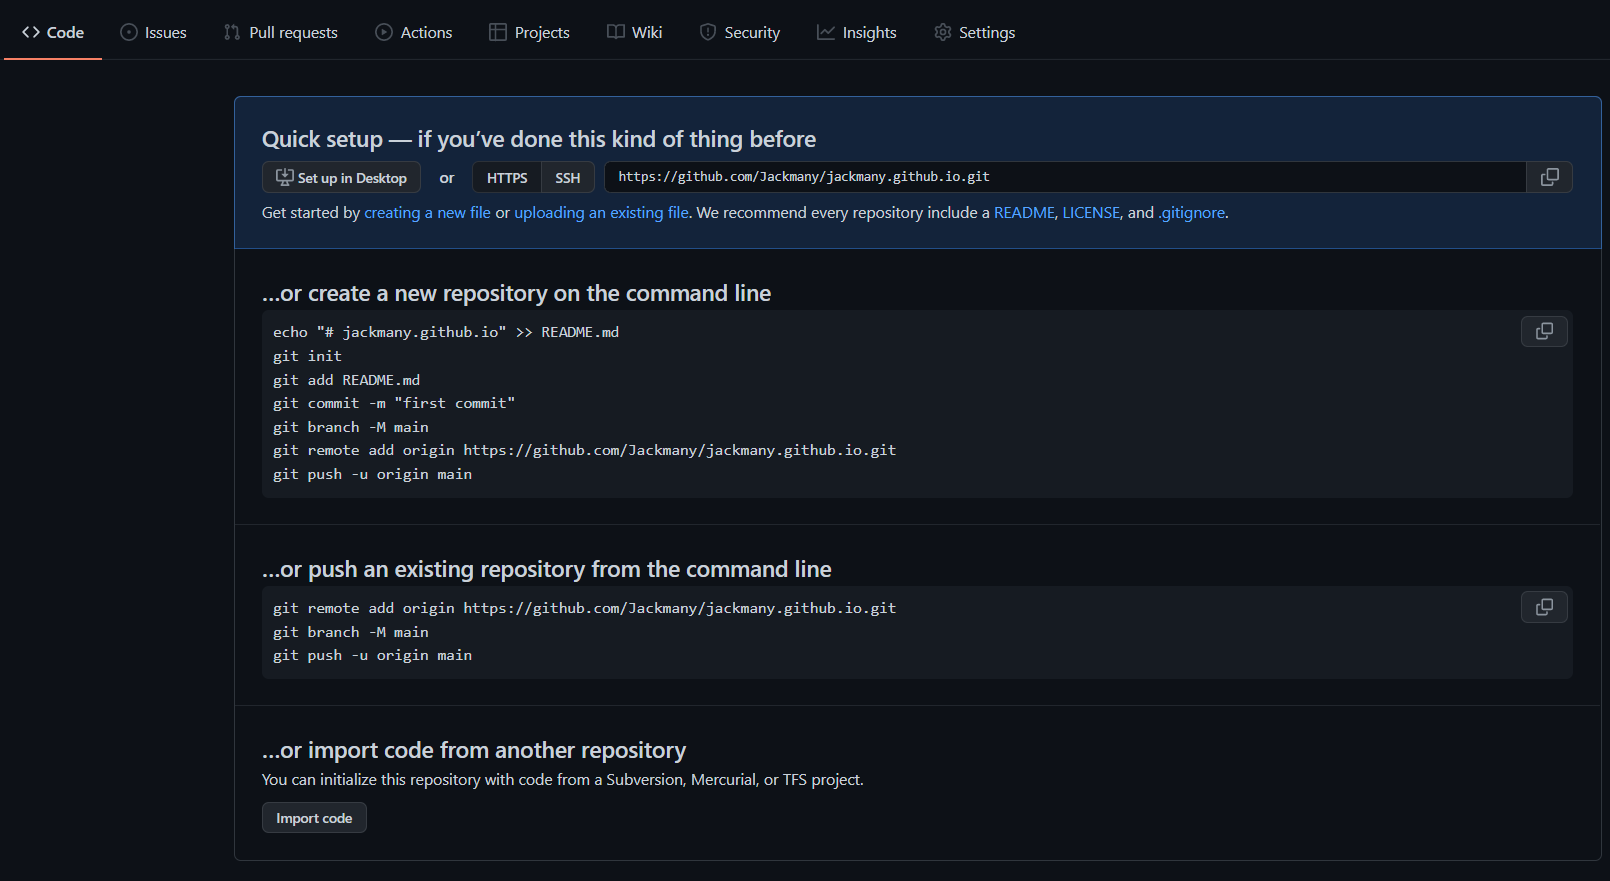 Code Issues Pull requests Actions Projects Wiki Security Insights Settings
Quick setup — if you’ve done this kind of thing before
Set up in Desktop or HTTPS SSH https://github.com/Jackmany/jackmany.github.io.git
Get started by creating a new file or uploading an existing file. We recommend every repository include a README, LICENSE, and .gitignore.
…or create a new repository on the command line
echo "# jackmany.github.io" >> README.md
git init
git add README.md
git commit -m "first commit"
git branch -M main
git remote add origin https://github.com/Jackmany/jackmany.github.io.git
git push -u origin main
…or push an existing repository from the command line
git remote add origin https://github.com/Jackmany/jackmany.github.io.git
git branch -M main
git push -u origin main
…or import code from another repository
You can initialize this repository with code from a Subversion, Mercurial, or TFS project.
Import code